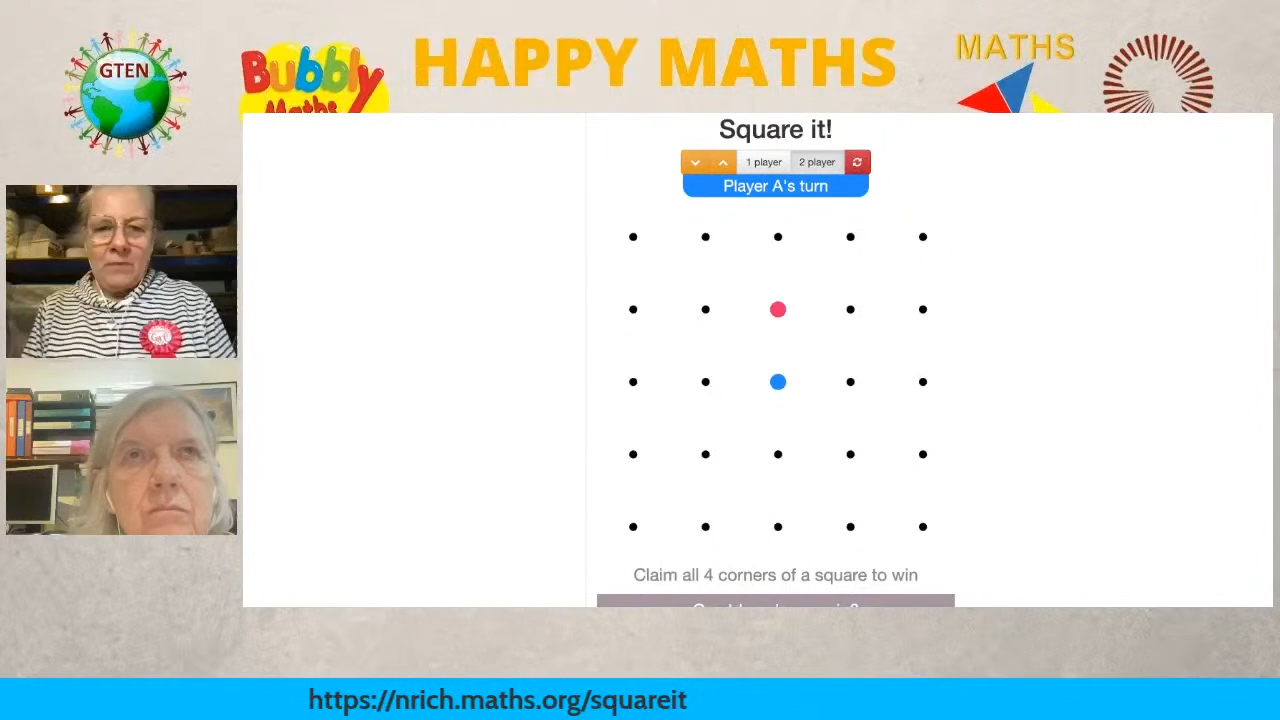 GTEN
Bubbly
Maths
HAPPY MATHS
MATHS
Square it!
1 player
2 player
Player A's turn
Claim all 4 corners of a square to win
https://nrich.maths.org/squareit